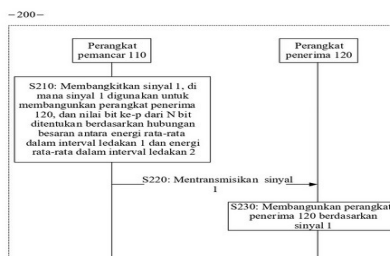 —200—
Perangkat
pemancar 110
Perangkat
penerima 120
S210: Membangkitkan sinyal 1, di
mana sinyal 1 digunakan untuk
membangunkan perangkat penerima
120, dan nilai bit ke-p dari N bit
ditentukan berdasarkan hubungan
besaran antara energi rata-rata
dalam interval ledakan 1 dan energi
rata-rata dalam interval ledakan 2
S220: Mentransmisikan sinyal
1
S230: Membangunkan perangkat
penerima 120 berdasarkan
sinyal 1